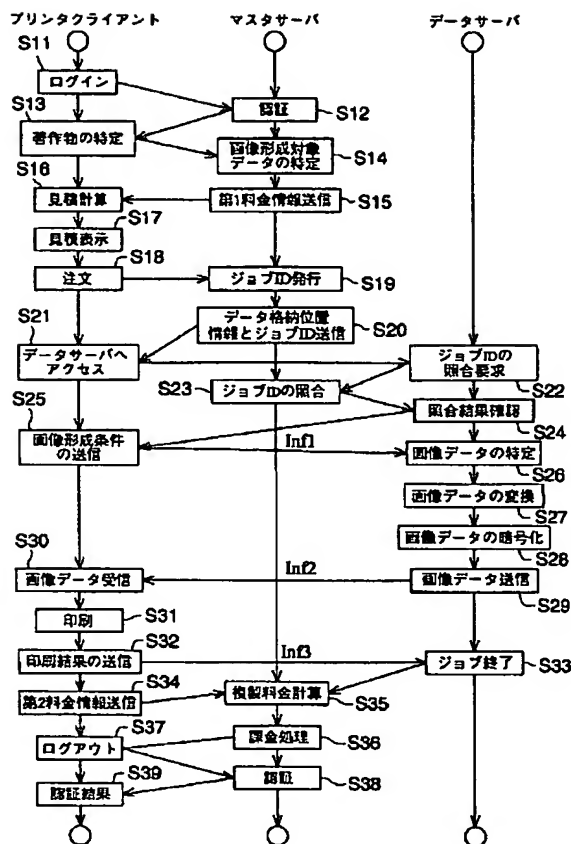 プリンタクライアント
マスタサーバ
データサーバ
S11
ログイン
S13
認証
S12
著作物の特定
画像形成対象
データの特定
S14
S16
見積計算
第1料金情報送信
S15
S17
見積表示
S18
注文
ジョブID発行
S19
S21
データ格納位置
情報とジョブID送信
S20
データサーバへ
アクセス
ジョブIDの
照合要求
S22
S23
ジョブIDの照合
S25
照合結果確認
S24
画像形成条件
の送信
Inf1
画像データの特定
S26
画像データの変換
S27
画像データの暗号化
S28
S30
画像データ受信
Inf2
画像データ送信
S29
印刷
S31
S32
印刷結果の送信
Inf3
ジョブ終了
S33
S34
第2料金情報送信
複製料金計算
S35
S37
ログアウト
課金処理
S36
S39
認証結果
認証
S38